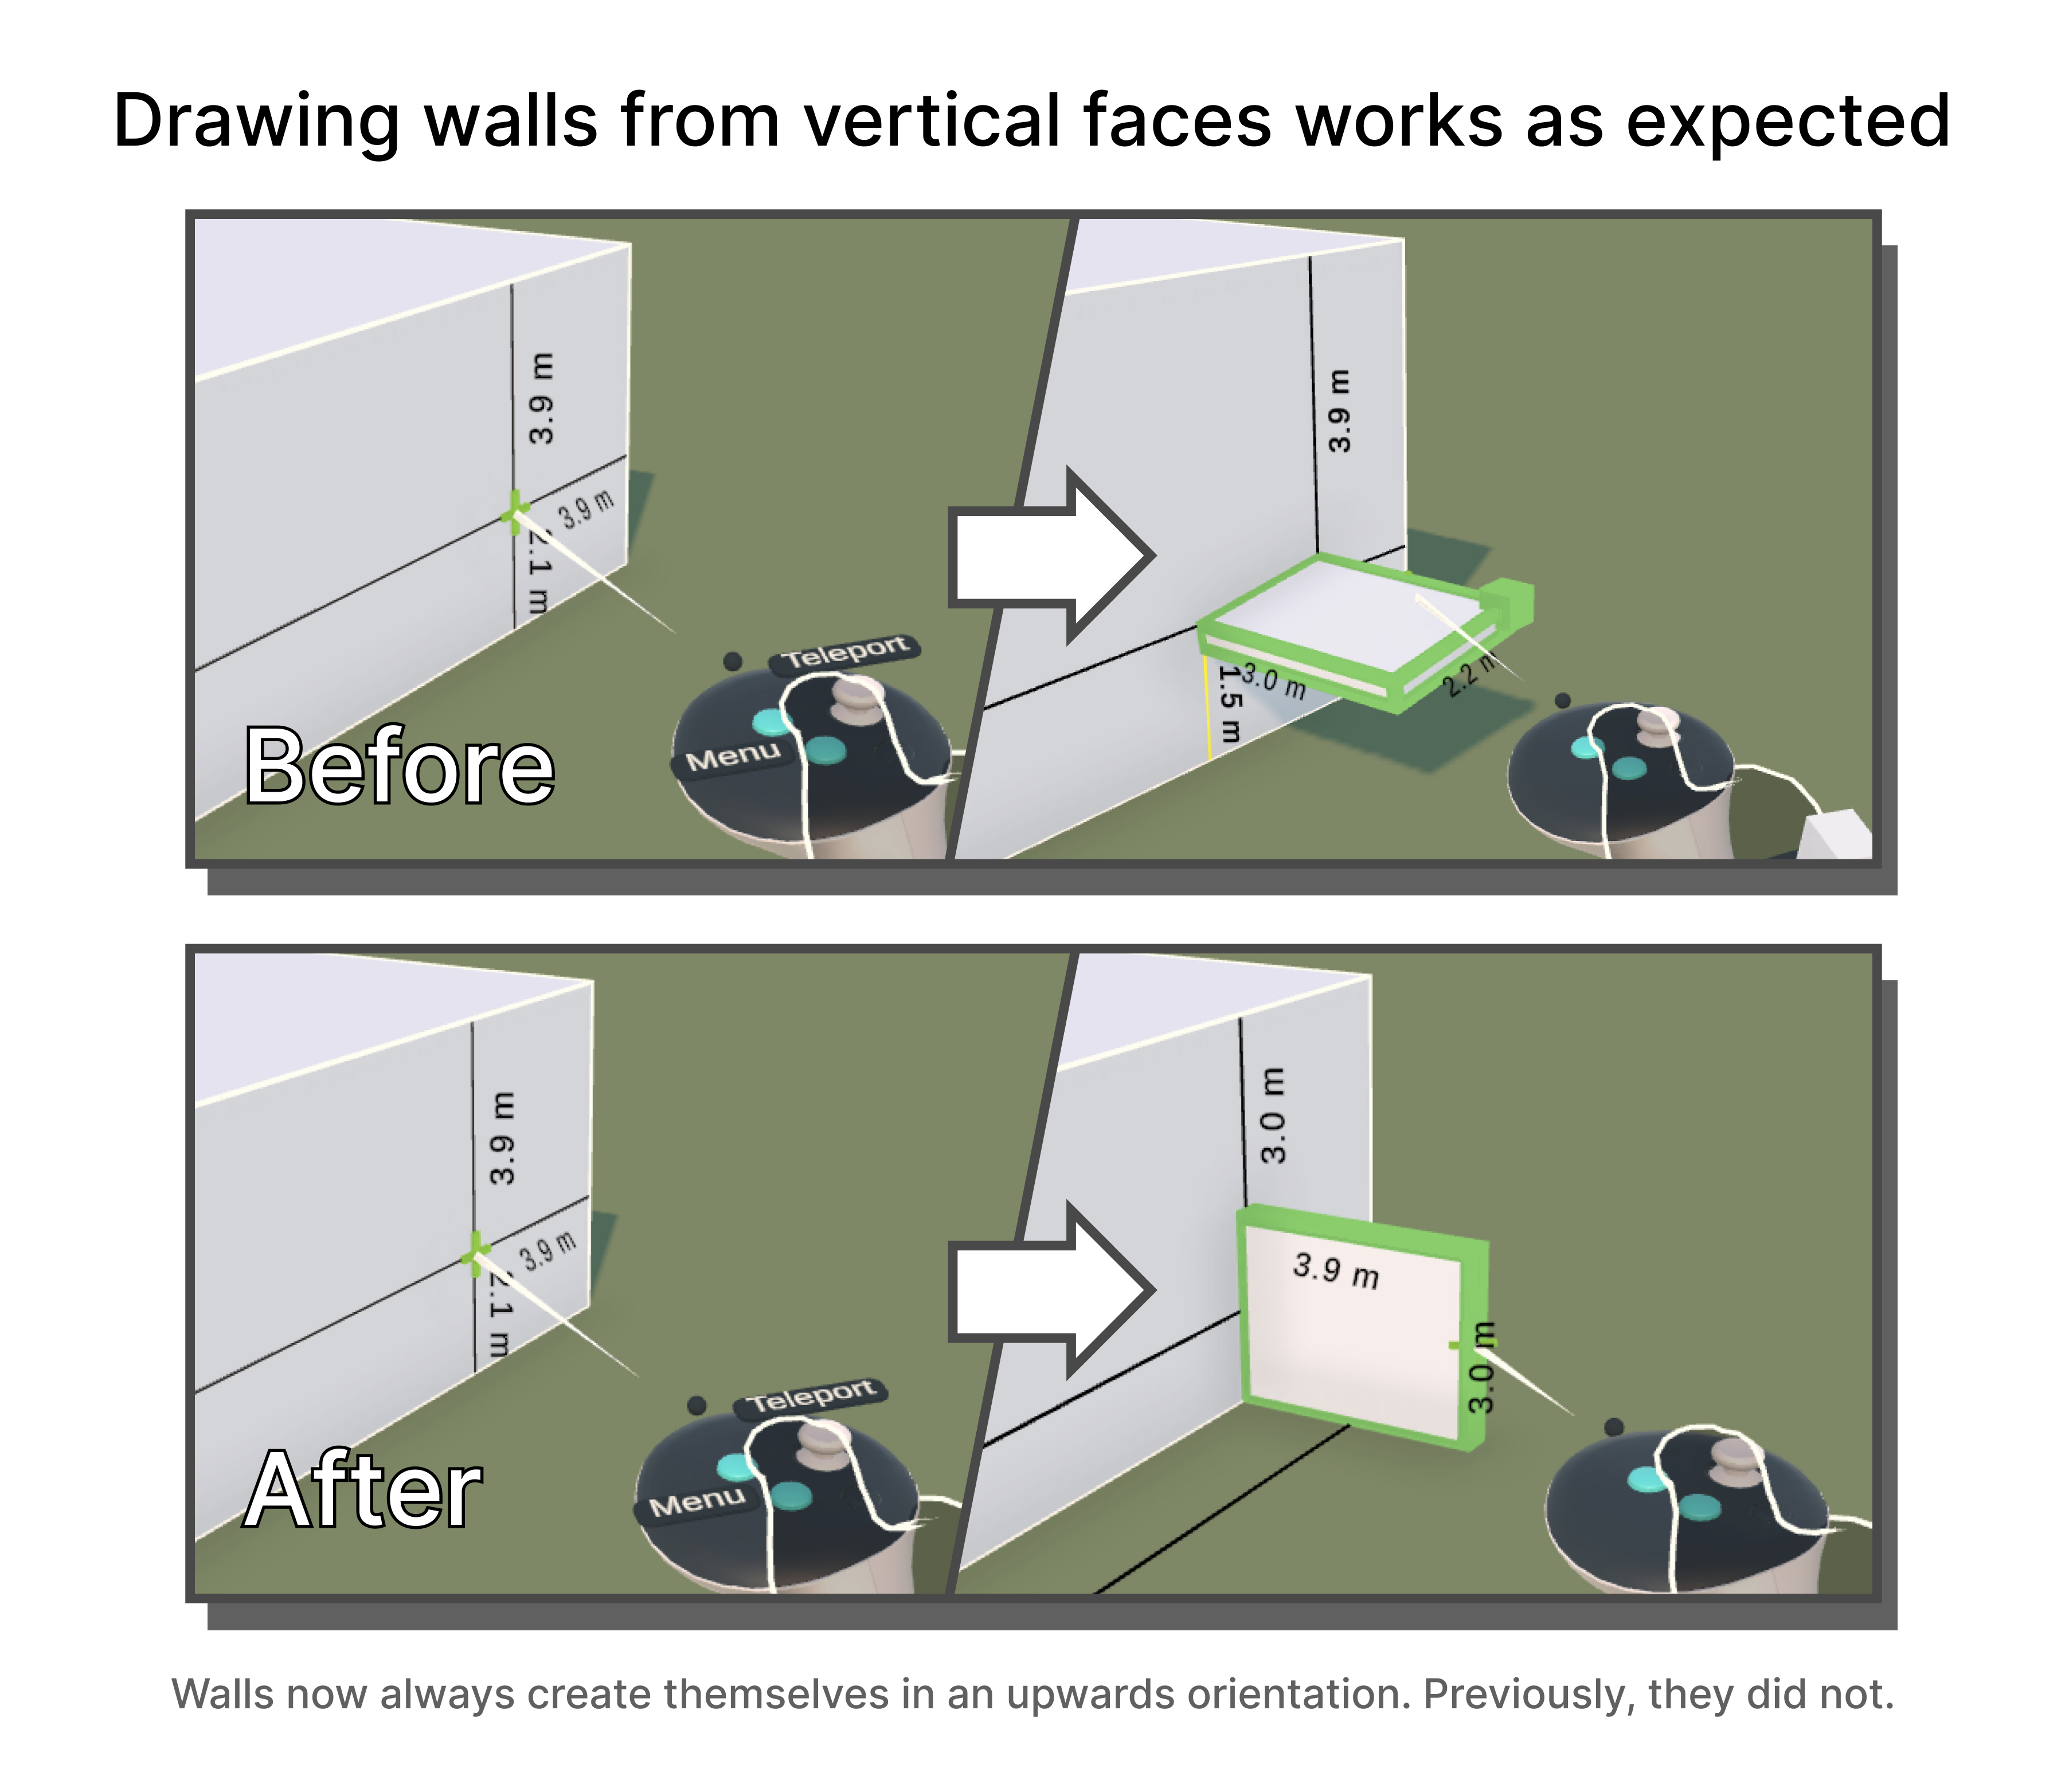 Drawing walls from vertical faces works as expected
3.9 m
3.9 m
2.1 m
Teleport
Menu
Before
3.9 m
3.0 m
1.5 m
2.2 m
3.9 m
3.9 m
2.1 m
Teleport
Menu
After
3.0 m
3.9 m
3.0 m
Walls now always create themselves in an upwards orientation. Previously, they did not.